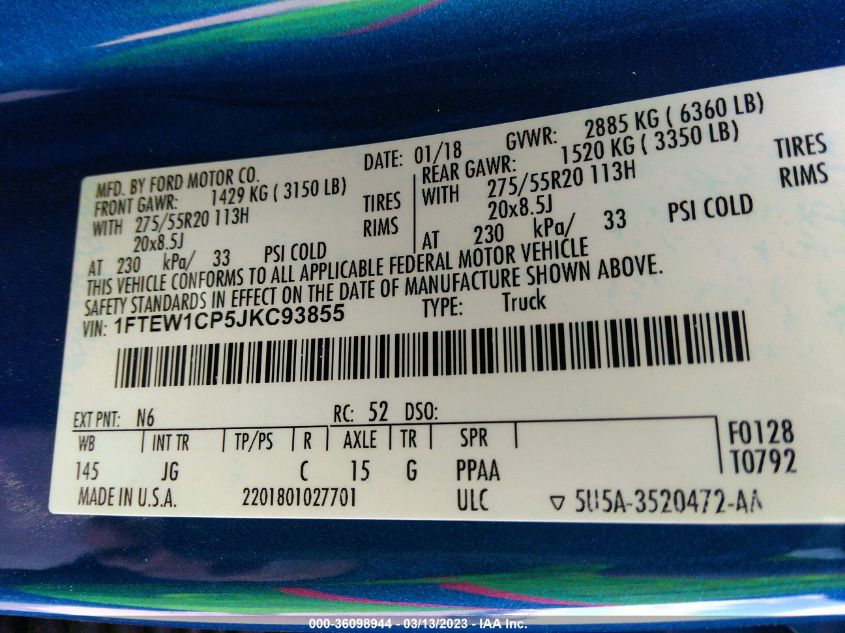 MFD. BY FORD MOTOR CO. DATE: 01/18 GVWR: 2885 KG ( 6360 LB)
FRONT GAWR: 1429 KG ( 3150 LB)
WITH 275/55R20 113H TIRES
20x8.5J RIMS
AT 230 kPa/ 33 PSI COLD
REAR GAWR: 1520 KG ( 3350 LB)
WITH 275/55R20 113H TIRES
20x8.5J RIMS
AT 230 kPa/ 33 PSI COLD
THIS VEHICLE CONFORMS TO ALL APPLICABLE FEDERAL MOTOR VEHICLE
SAFETY STANDARDS IN EFFECT ON THE DATE OF MANUFACTURE SHOWN ABOVE.
VIN: 1FTEW1CP5JKC93855 TYPE: Truck
EXT PNT: N6 RC: 52 DSO:
WB INT TR TP/PS R AXLE TR SPR
145 JG C 15 G PPAA
F0128
T0792
MADE IN U.S.A. 2201801027701 ULC ▽ 5U5A-3520472-AA
000-36098944 / 03/13/2023 - IAA Inc.